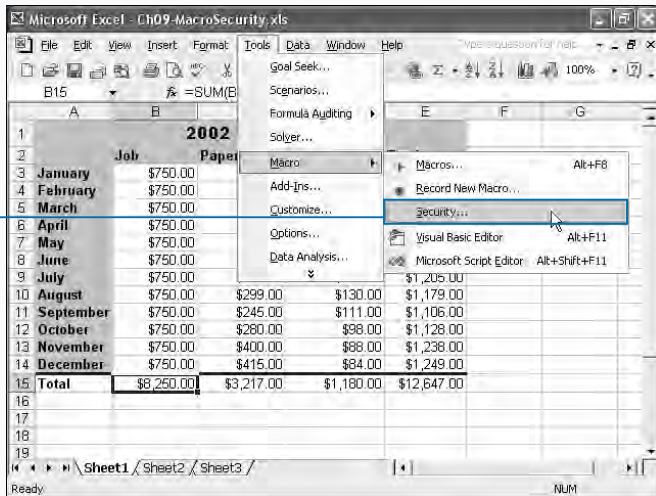 Microsoft Excel - Ch09-MacroSecurity.xls
File Edit View Insert Format Tools Data Window Help Type a question for help
100%
B15 fx =SUM(B
A B E F G
1 2002
2 Job Paper
3 January $750.00
4 February $750.00
5 March $750.00
6 April $750.00
7 May $750.00
8 June $750.00
9 July $750.00 $1,205.00
10 August $750.00 $299.00 $130.00 $1,179.00
11 September $750.00 $245.00 $111.00 $1,106.00
12 October $750.00 $280.00 $98.00 $1,128.00
13 November $750.00 $400.00 $88.00 $1,238.00
14 December $750.00 $415.00 $84.00 $1,249.00
15 Total $8,250.00 $3,217.00 $1,180.00 $12,647.00
16
17
18
19
Goal Seek...
Scenarios...
Formula Auditing
Solver...
Macro
Add-Ins...
Customize...
Options...
Data Analysis...
Macros... Alt+F8
Record New Macro...
Security...
Visual Basic Editor Alt+F11
Microsoft Script Editor Alt+Shift+F11
Sheet1 / Sheet2 / Sheet3 /
Ready NUM